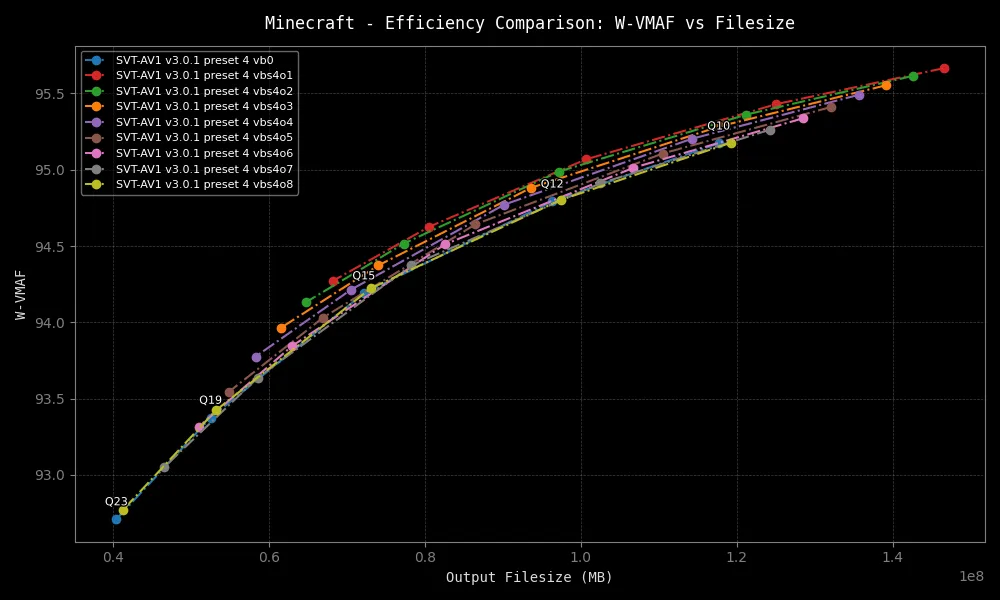 Minecraft - Efficiency Comparison: W-VMAF vs Filesize
SVT-AV1 v3.0.1 preset 4 vb0
SVT-AV1 v3.0.1 preset 4 vbs4o1
SVT-AV1 v3.0.1 preset 4 vbs4o2
SVT-AV1 v3.0.1 preset 4 vbs4o3
SVT-AV1 v3.0.1 preset 4 vbs4o4
SVT-AV1 v3.0.1 preset 4 vbs4o5
SVT-AV1 v3.0.1 preset 4 vbs4o6
SVT-AV1 v3.0.1 preset 4 vbs4o7
SVT-AV1 v3.0.1 preset 4 vbs4o8
Q10
Q12
Q15
Q19
Q23
W-VMAF
95.5
95.0
94.5
94.0
93.5
93.0
0.4 0.6 0.8 1.0 1.2 1.4
1e8
Output Filesize (MB)